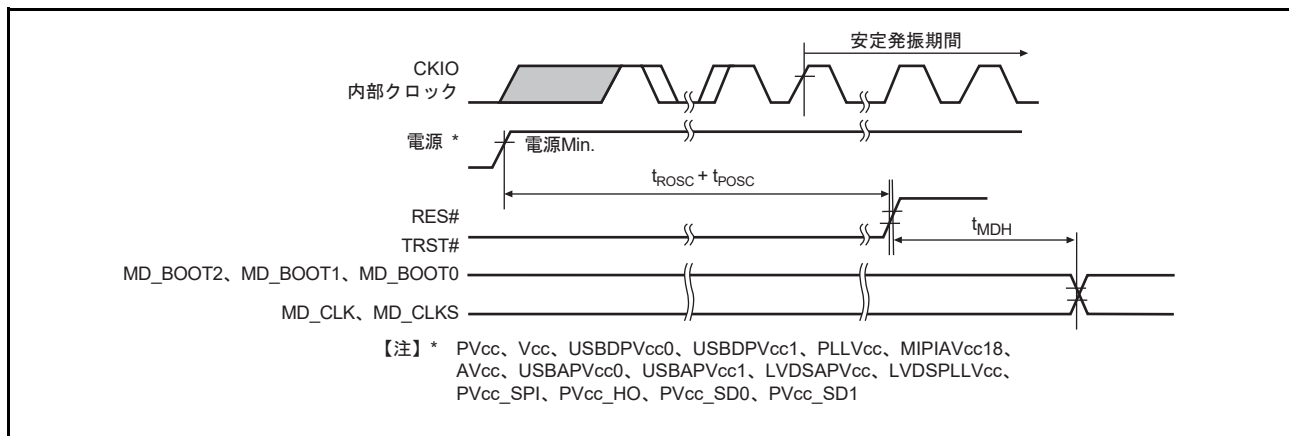 安定発振期間
CKIO
内部クロック
電源 *
電源Min.
tROSC + tPOSC
RES#
TRST#
tMDH
MD_BOOT2、MD_BOOT1、MD_BOOT0
MD_CLK、MD_CLKS
【注】* PVcc、Vcc、USBDPVcc0、USBDPVcc1、PLLVcc、MIPIAVcc18、
AVcc、USBAPVcc0、USBAPVcc1、LVDSAPVcc、LVDSPLLVcc、
PVcc_SPI、PVcc_HO、PVcc_SD0、PVcc_SD1